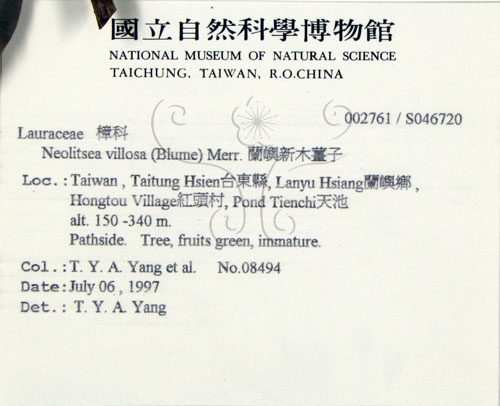 國立自然科學博物館
NATIONAL MUSEUM OF NATURAL SCIENCE
TAICHUNG, TAIWAN, R.O.CHINA
002761 / S046720
Lauraceae 樟科
Neolitsea villosa (Blume) Merr. 蘭嶼新木薑子
Loc.:Taiwan , Taitung Hsien台東縣, Lanyu Hsiang蘭嶼鄉 ,
Hongtou Village紅頭村, Pond Tienchi天池
alt. 150 -340 m.
Pathside. Tree, fruits green, immature.
Col.:T. Y. A. Yang et al. No.08494
Date:July 06 , 1997
Det.: T. Y. A. Yang